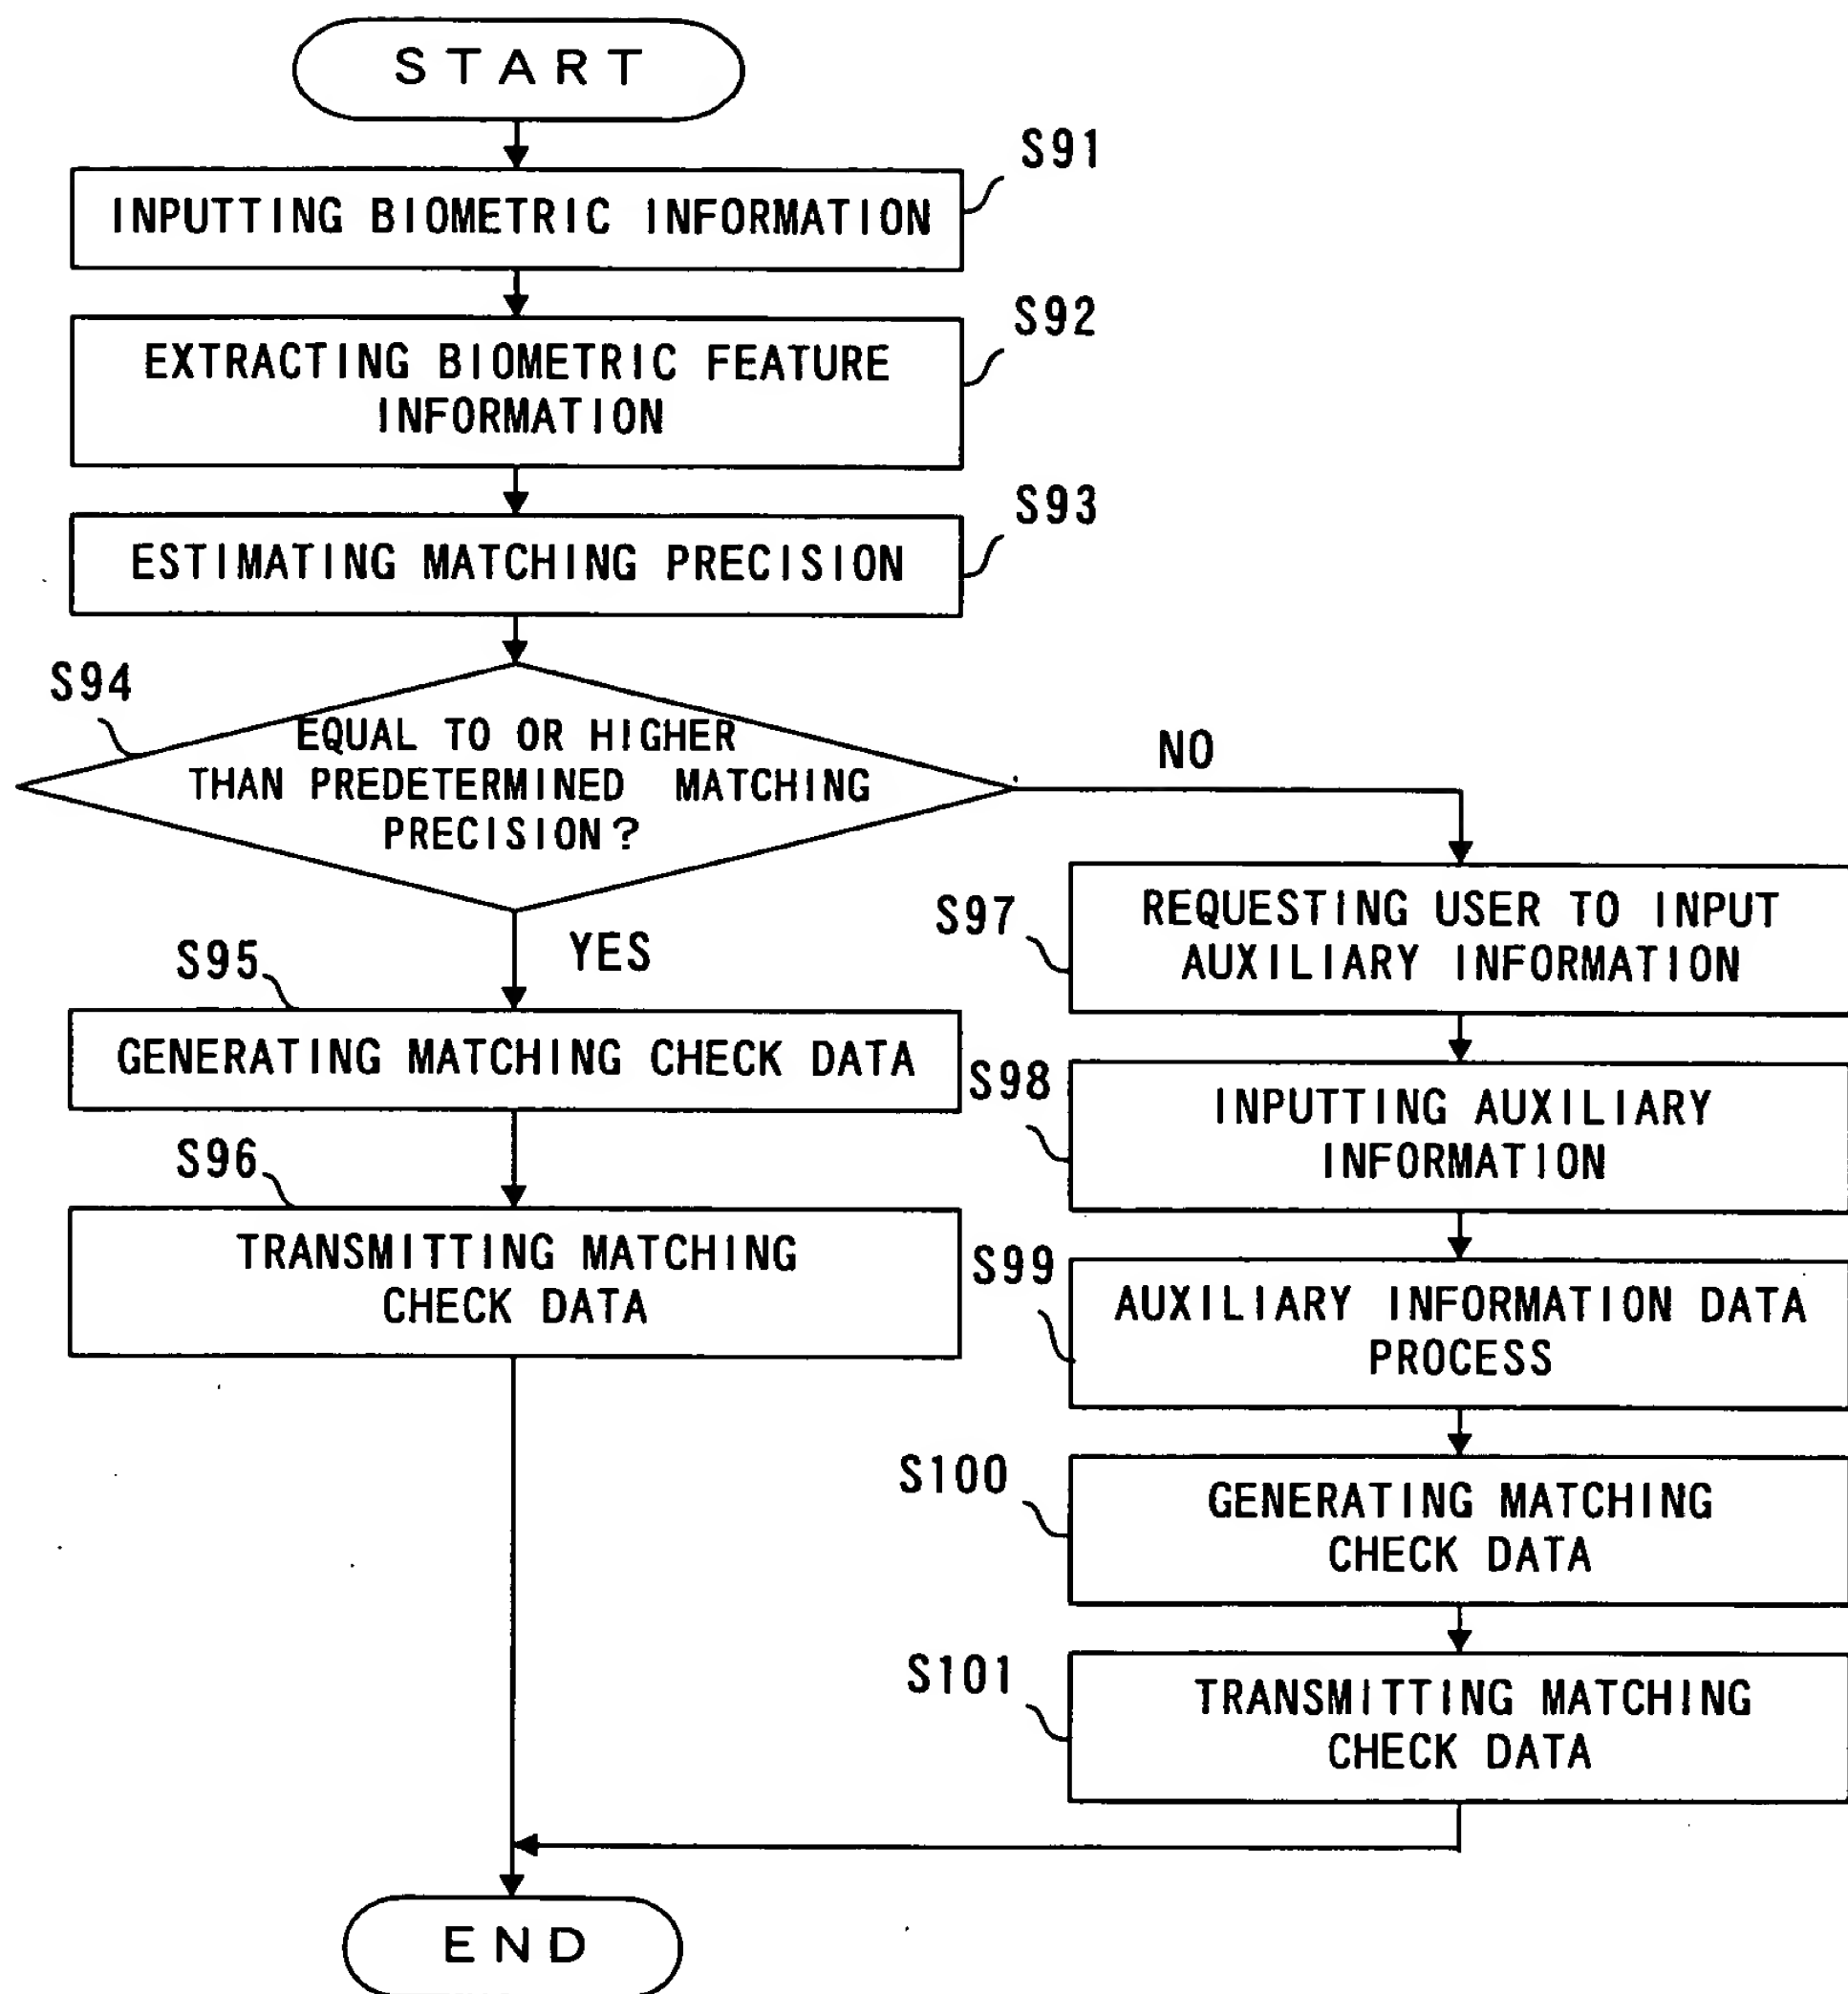 START
S91
INPUTTING BIOMETRIC INFORMATION
S92
EXTRACTING BIOMETRIC FEATURE
INFORMATION
S93
ESTIMATING MATCHING PRECISION
S94
EQUAL TO OR HIGHER
THAN PREDETERMINED MATCHING
PRECISION?
NO
YES
S95
GENERATING MATCHING CHECK DATA
S96
TRANSMITTING MATCHING
CHECK DATA
S97
REQUESTING USER TO INPUT
AUXILIARY INFORMATION
S98
INPUTTING AUXILIARY
INFORMATION
S99
AUXILIARY INFORMATION DATA
PROCESS
S100
GENERATING MATCHING
CHECK DATA
S101
TRANSMITTING MATCHING
CHECK DATA
END